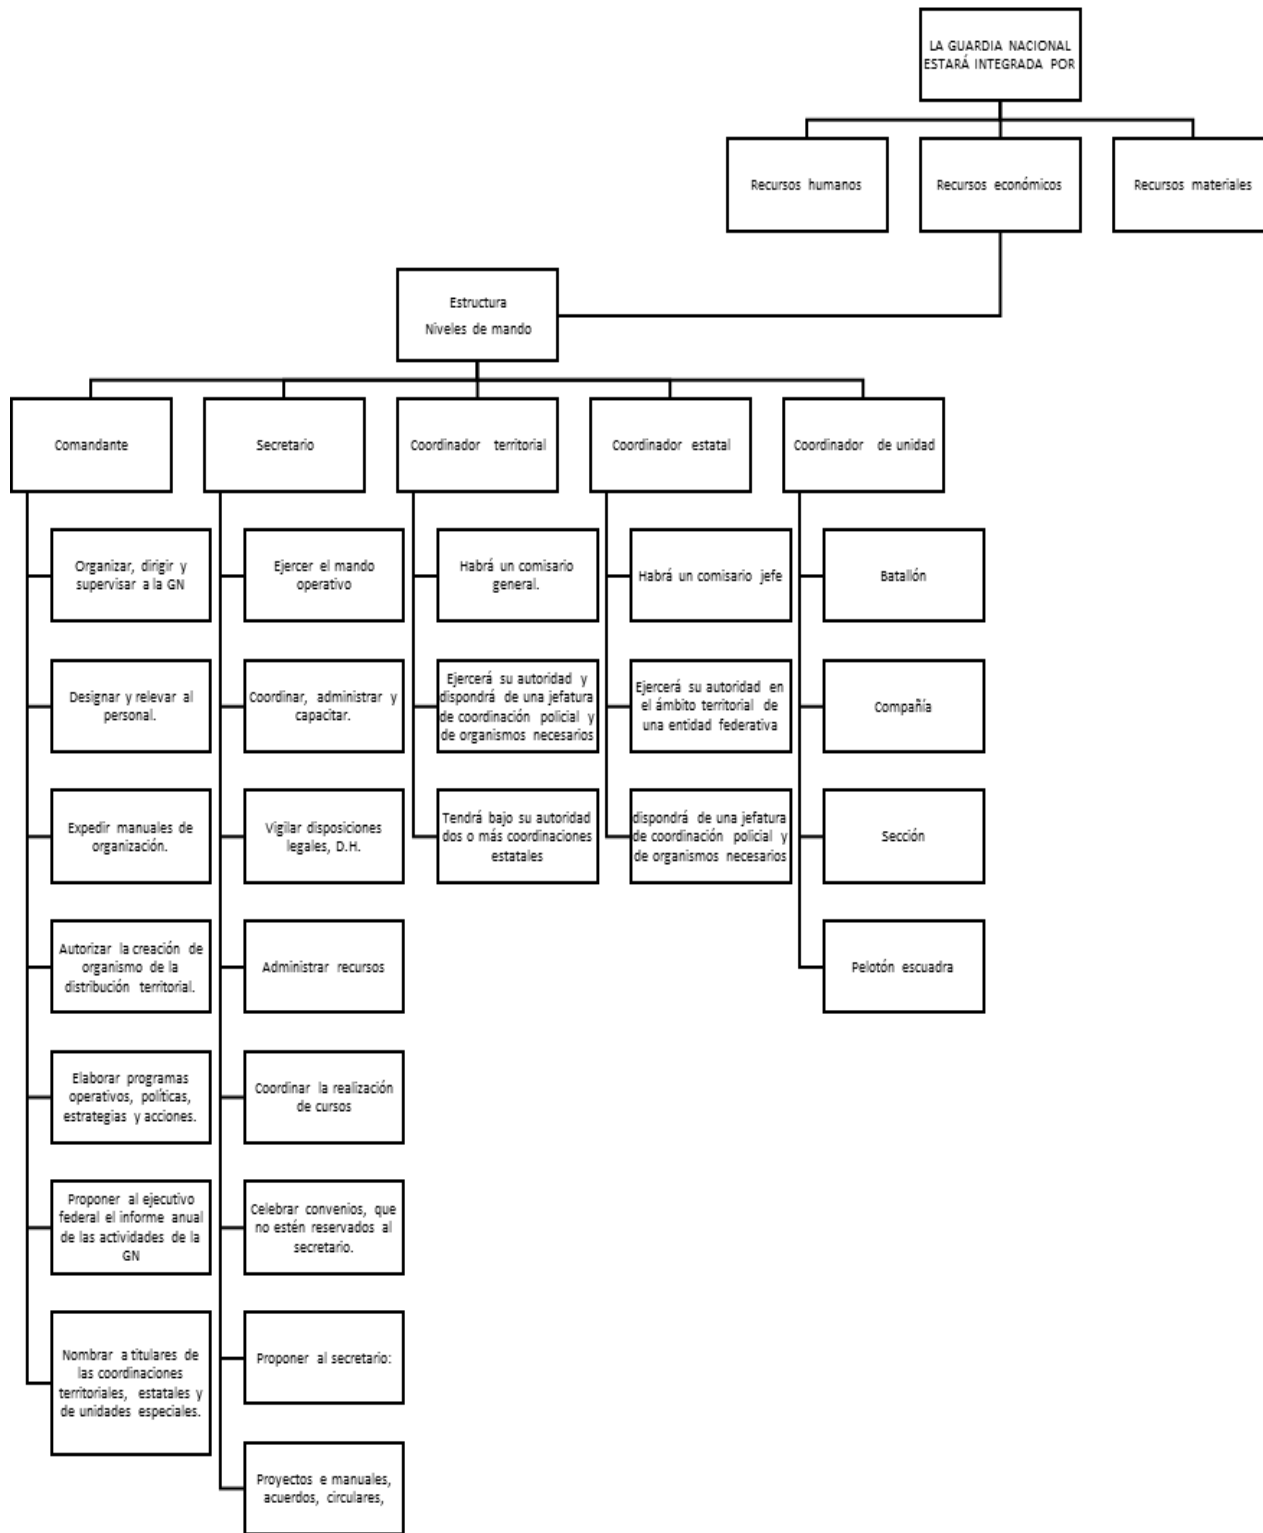 LA GUARDIA NACIONAL
ESTARÁ INTEGRADA POR
Recursos humanos
Recursos económicos
Recursos materiales
Estructura
Niveles de mando
Comandante
Secretario
Coordinador territorial
Coordinador estatal
Coordinador de unidad
Organizar, dirigir y
supervisar a la GN
Designar y relevar al
personal.
Expedir manuales de
organización.
Autorizar la creación de
organismo de la
distribución territorial.
Elaborar programas
operativos, políticas,
estrategias y acciones.
Proponer al ejecutivo
federal el informe anual
de las actividades de la
GN
Nombrar a titulares de
las coordinaciones
territoriales, estatales y
de unidades especiales.
Ejercer el mando
operativo
Coordinar, administrar y
capacitar.
Vigilar disposiciones
legales, D.H.
Administrar recursos
Coordinar la realización
de cursos
Celebrar convenios, que
no estén reservados al
secretario.
Proponer al secretario:
Proyectos e manuales,
acuerdos, circulares,
Habrá un comisario
general.
Ejercerá su autoridad y
dispondrá de una jefatura
de coordinación policial y
de organismos necesarios
Tendrá bajo su autoridad
dos o más coordinaciones
estatales
Habrá un comisario jefe
Ejercerá su autoridad en
el ámbito territorial de
una entidad federativa
dispondrá de una jefatura
de coordinación policial y
de organismos necesarios
Batallón
Compañía
Sección
Pelotón escuadra